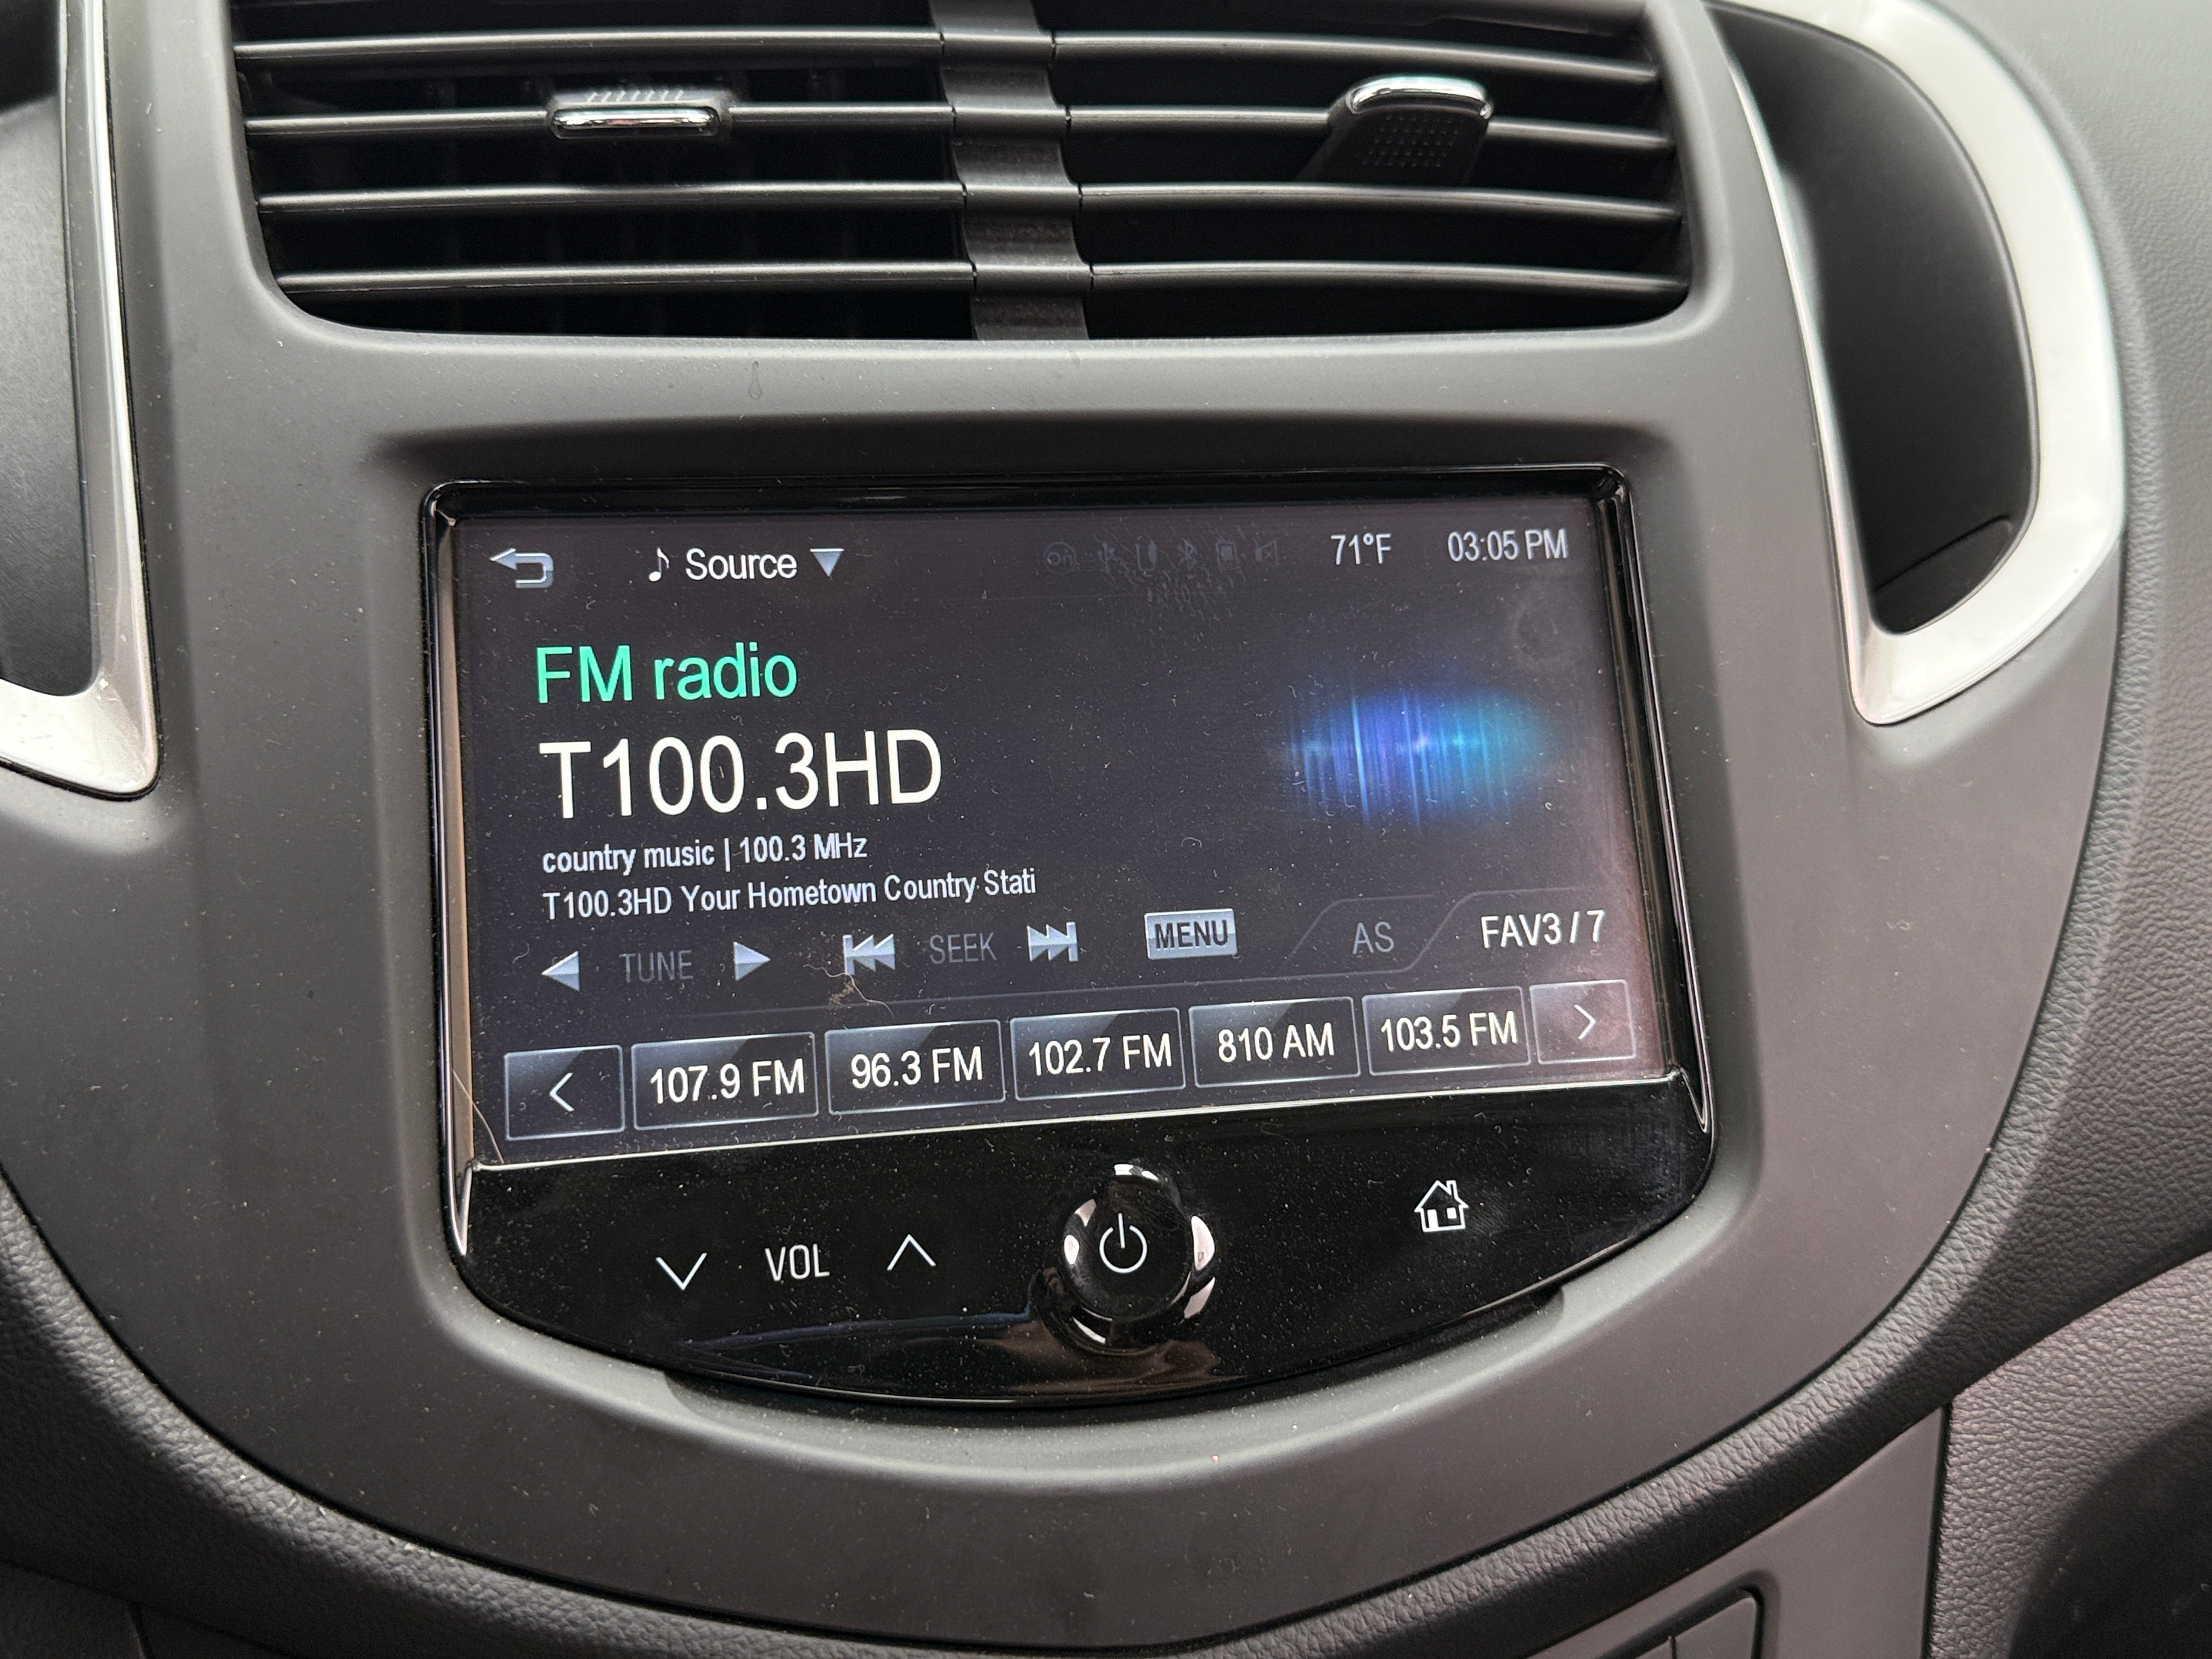 Source
71°F
03:05 PM
FM radio
T100.3HD
country music | 100.3 MHz
T100.3HD Your Hometown Country Stati
TUNE
SEEK
MENU
AS
FAV3 / 7
107.9 FM
96.3 FM
102.7 FM
810 AM
103.5 FM
VOL